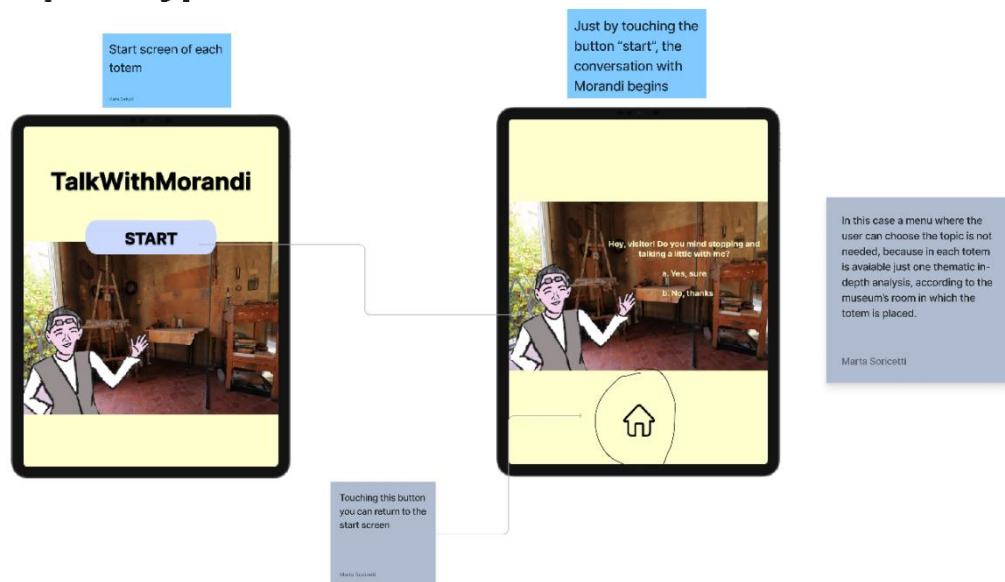 Start screen of each
totem
Just by touching the
button "start", the
conversation with
Morandi begins
TalkWithMorandi
START
Hey, visitor! Do you mind stopping and
talking a little with me?
a. Yes, sure
b. No, thanks
In this case a menu where the
user can choose the topic is not
needed, because in each totem
is avaiable just one thematic in-
depth analysis, according to the
museum's room in which the
totem is placed.
Marta Soricetti
Touching this button
you can return to the
start screen
Marta Soricetti